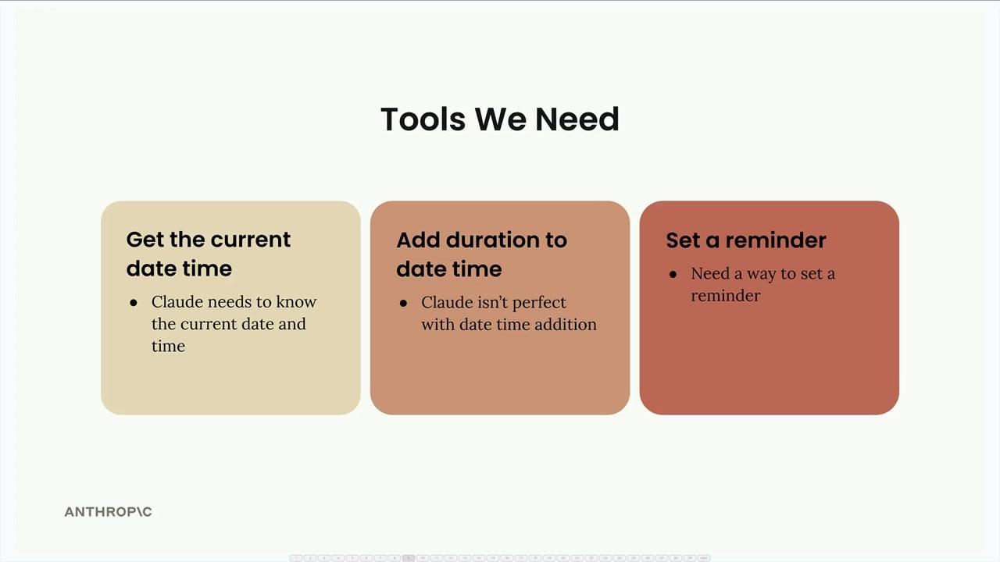 Tools We Need
Get the current
date time
● Claude needs to know
the current date and
time
Add duration to
date time
● Claude isn’t perfect
with date time addition
Set a reminder
● Need a way to set a
reminder
ANTHROP\C